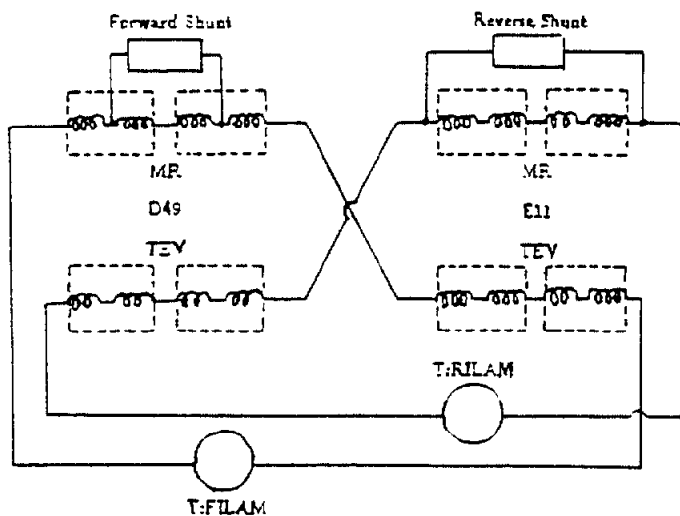 Forward Shunt
Reverse Shunt
MR
MR
D49
E11
TEV
TEV
T:RILAM
T:FILAM